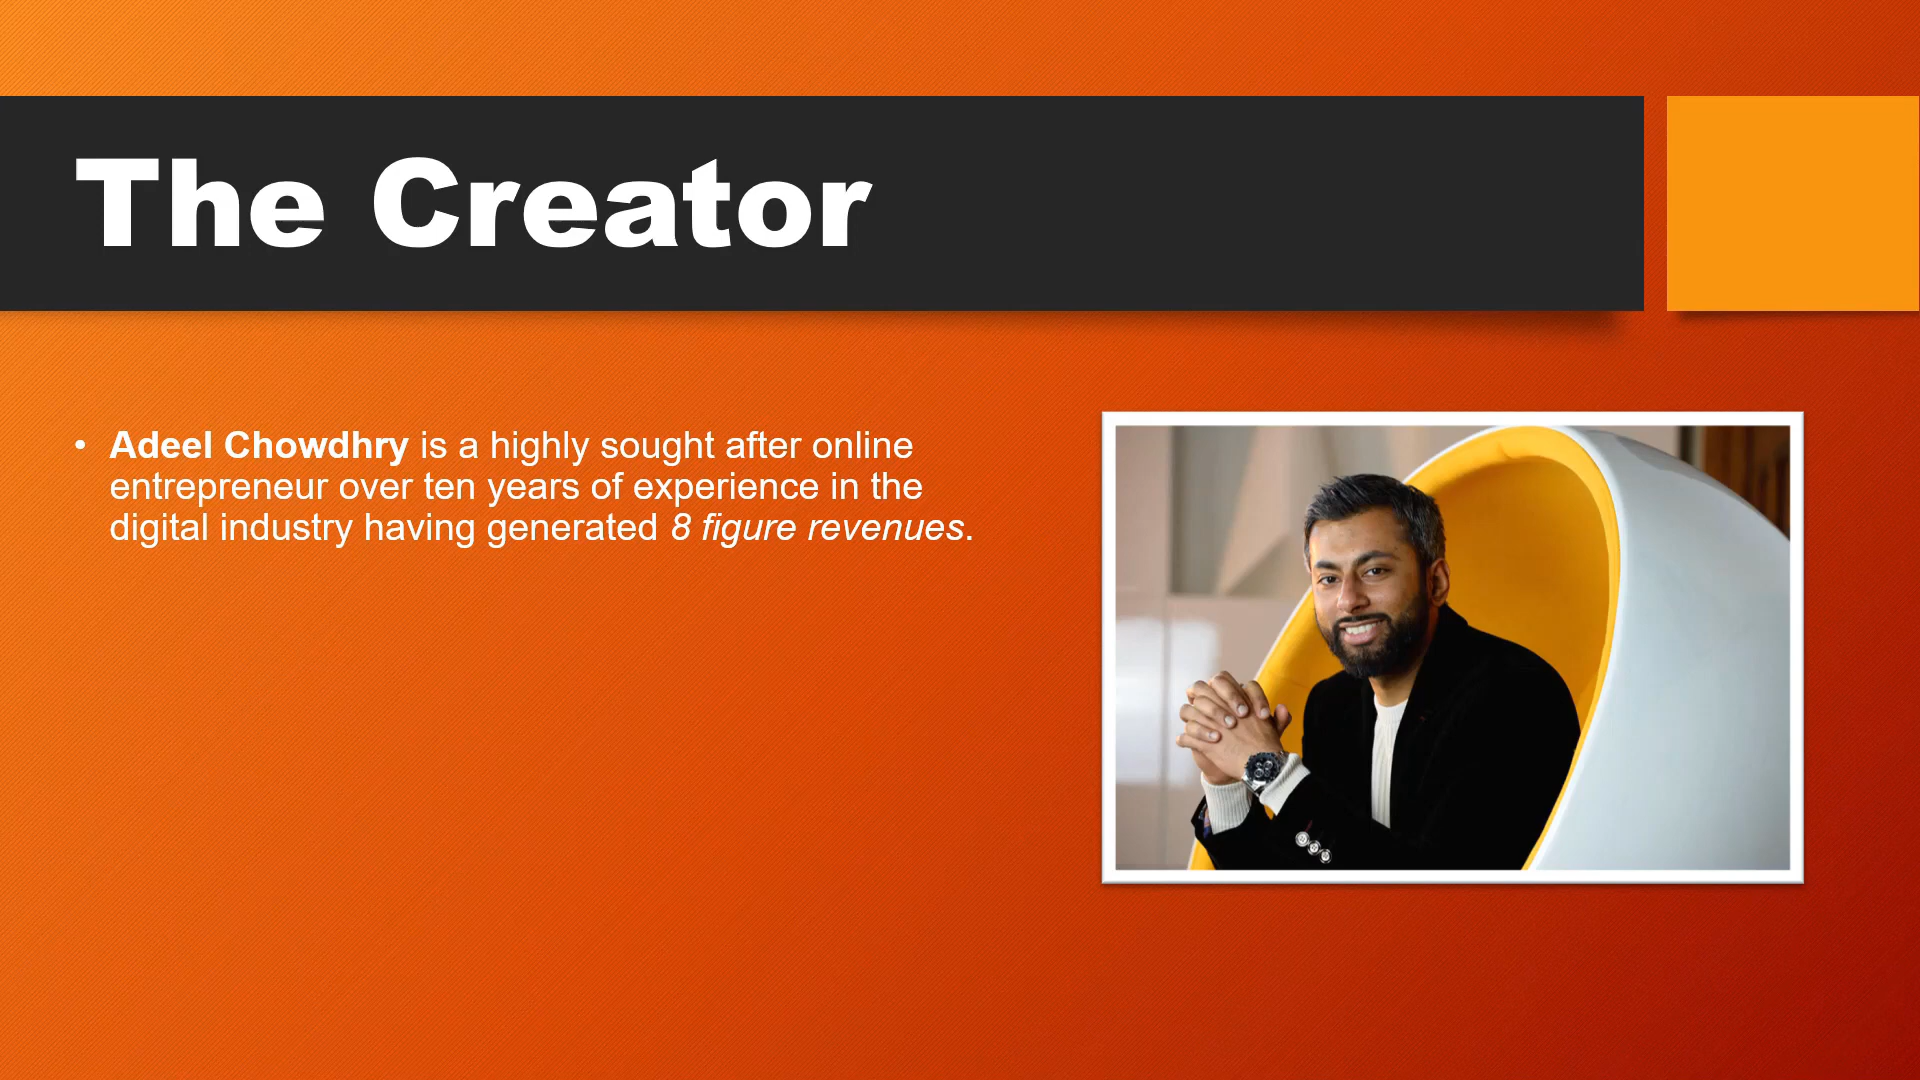 The Creator
• Adeel Chowdhry is a highly sought after online
entrepreneur over ten years of experience in the
digital industry having generated 8 figure revenues.